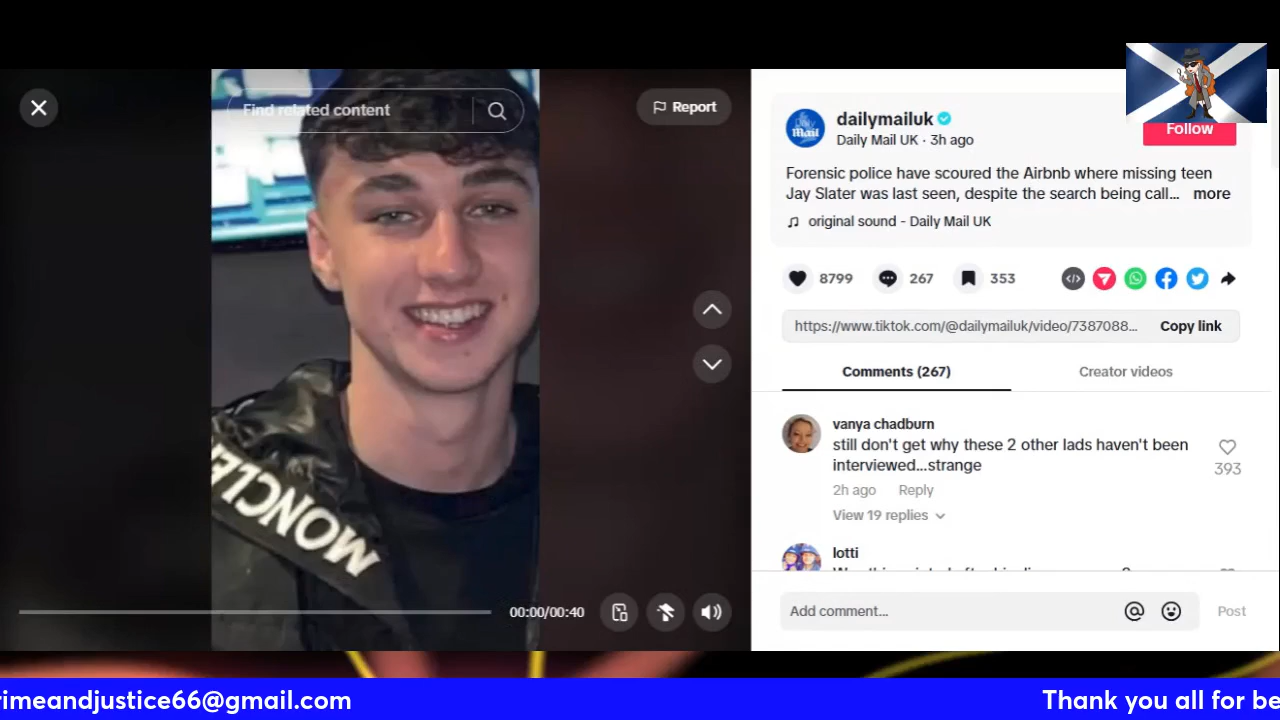 Find related content
Report
dailymailuk
Daily Mail UK · 3h ago
Follow
Forensic police have scoured the Airbnb where missing teen
Jay Slater was last seen, despite the search being call... more
original sound - Daily Mail UK
8799
267
353
https://www.tiktok.com/@dailymailuk/video/7387088...
Copy link
Comments (267)
Creator videos
vanya chadburn
still don't get why these 2 other lads haven't been
interviewed...strange
393
2h ago Reply
View 19 replies
lotti
MONCLE
00:00/00:40
Add comment...
Post
rimeandjustice66@gmail.com
Thank you all for be